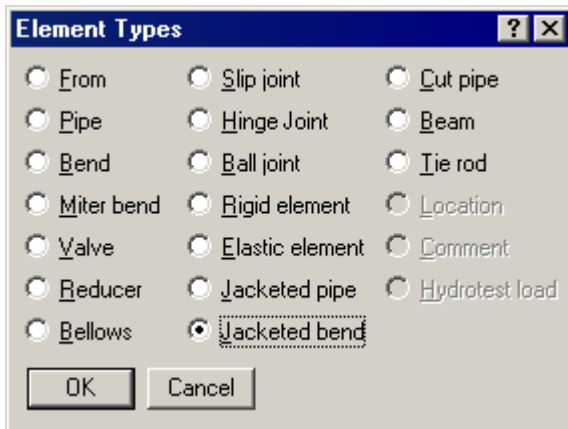 Element Types
From Slip joint Cut pipe
Pipe Hinge Joint Beam
Bend Ball joint Tie rod
Miter bend Rigid element Location
Valve Elastic element Comment
Reducer Jacketed pipe Hydrotest load
Bellows Jacketed bend
OK Cancel